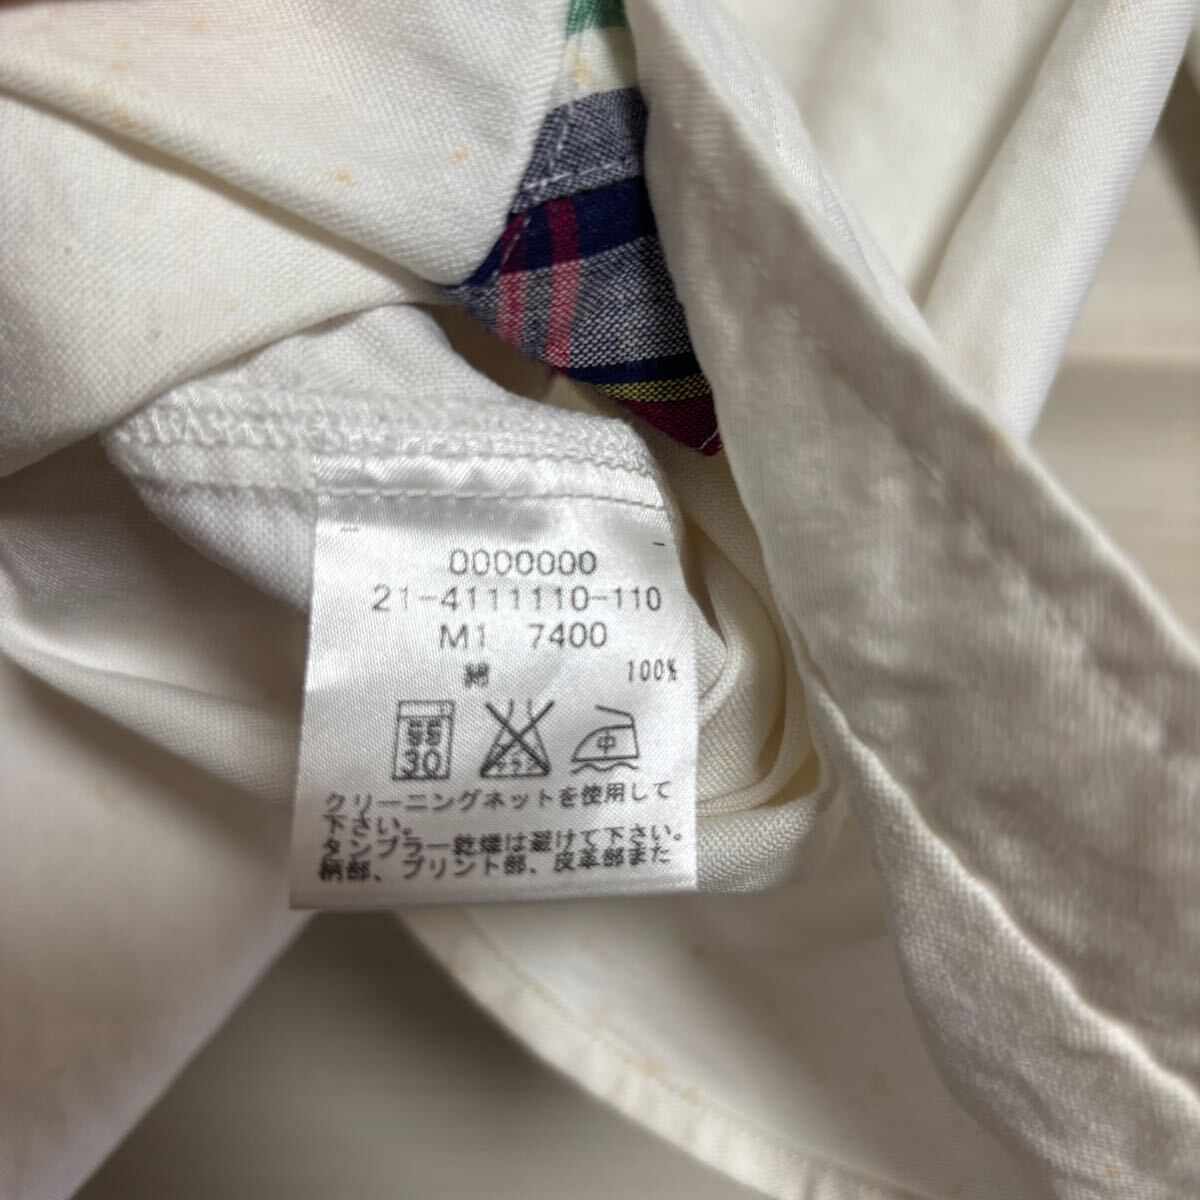 0000000
21-4111110-110
M1 7400
綿 100%
弱 30
中
クリーニングネットを使用して
下さい。
タンブラー乾燥は避けて下さい。
柄部、プリント部、皮革部また